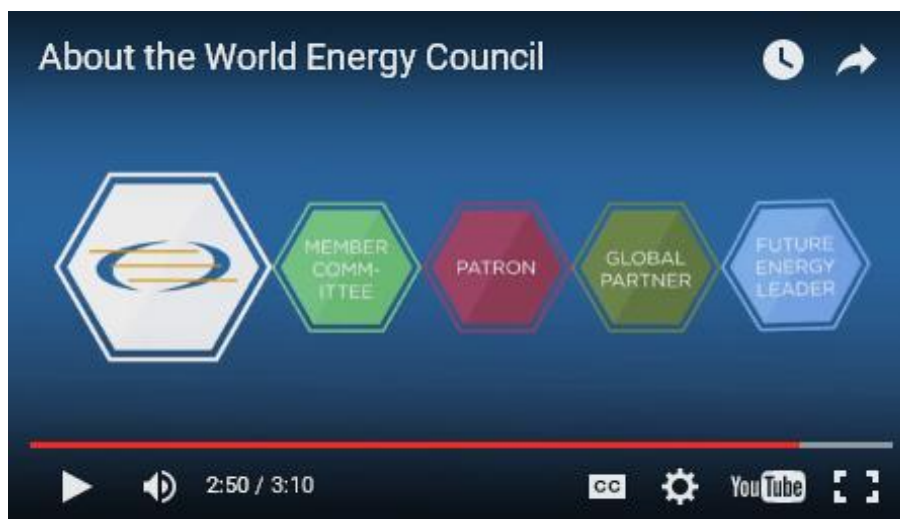 About the World Energy Council
MEMBER
COMM-
ITTEE
PATRON
GLOBAL
PARTNER
FUTURE
ENERGY
LEADER
2:50 / 3:10
CC
YouTube